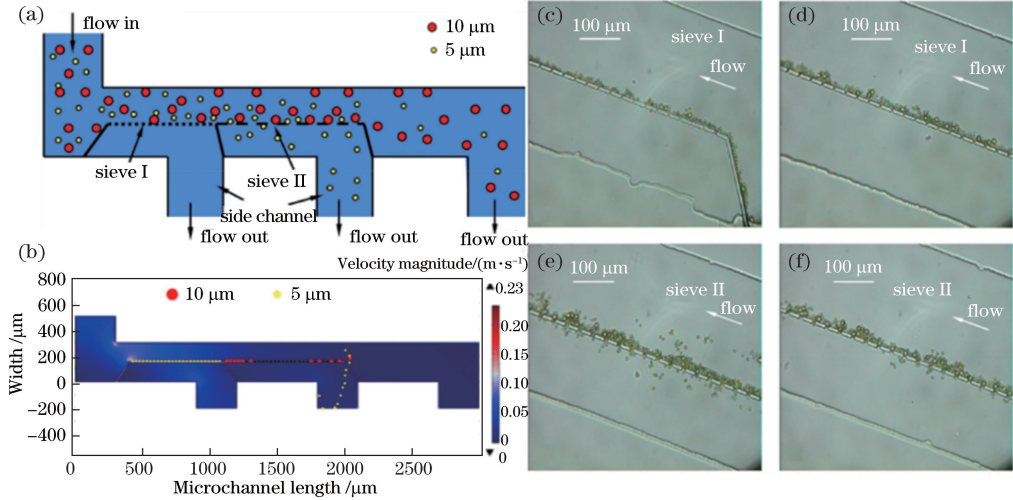 (a)
flow in
10 μm
5 μm
sieve I
sieve II
side channel
flow out
flow out
flow out
(b)
Velocity magnitude/(m·s⁻¹)
10 μm
5 μm
0.23
0.20
0.15
0.10
0.05
0
0
Width /μm
800
600
400
200
0
−200
−400
0
500
1000
1500
2000
2500
Microchannel length /μm
(c)
100 μm
sieve I
flow
(d)
100 μm
sieve I
flow
(e)
100 μm
sieve II
flow
(f)
100 μm
sieve II
flow